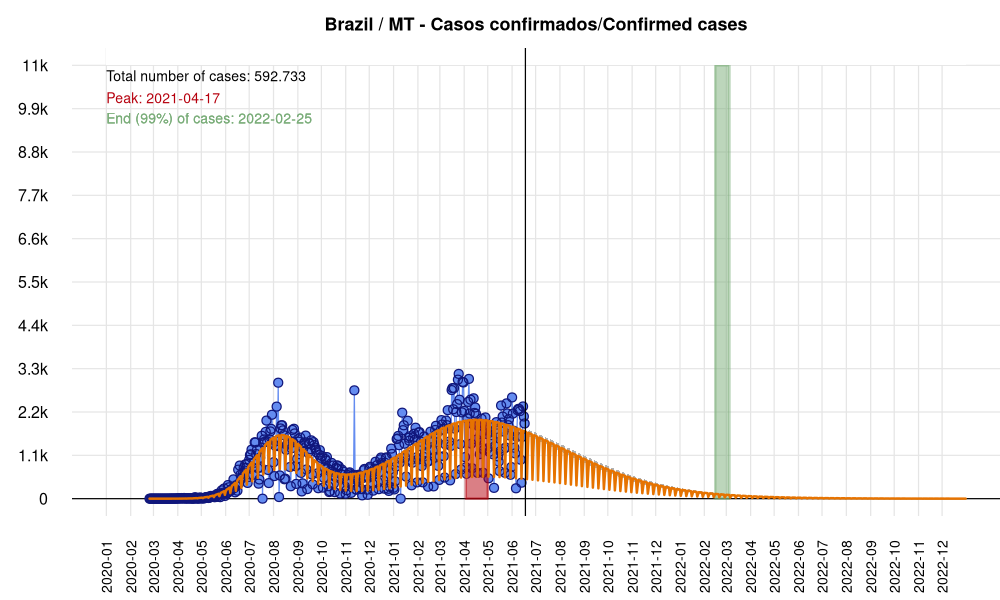 Brazil / MT - Casos confirmados/Confirmed cases
Total number of cases: 592.733
Peak: 2021-04-17
End (99%) of cases: 2022-02-25
11k
9.9k
8.8k
7.7k
6.6k
5.5k
4.4k
3.3k
2.2k
1.1k
0
2020-01
2020-02
2020-03
2020-04
2020-05
2020-06
2020-07
2020-08
2020-09
2020-10
2020-11
2020-12
2021-01
2021-02
2021-03
2021-04
2021-05
2021-06
2021-07
2021-08
2021-09
2021-10
2021-11
2021-12
2022-01
2022-02
2022-03
2022-04
2022-05
2022-06
2022-07
2022-08
2022-09
2022-10
2022-11
2022-12